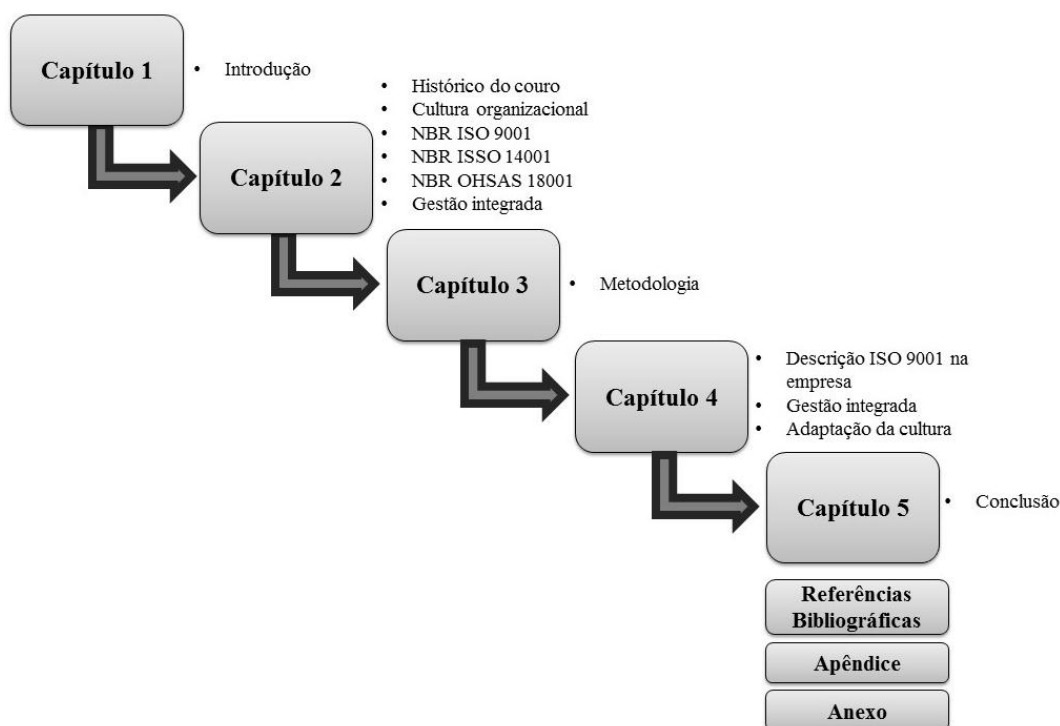 Capítulo 1
• Introdução
Capítulo 2
• Histórico do couro
• Cultura organizacional
• NBR ISO 9001
• NBR ISSO 14001
• NBR OHSAS 18001
• Gestão integrada
Capítulo 3
• Metodologia
Capítulo 4
• Descrição ISO 9001 na
empresa
• Gestão integrada
• Adaptação da cultura
Capítulo 5
• Conclusão
Referências
Bibliográficas
Apêndice
Anexo